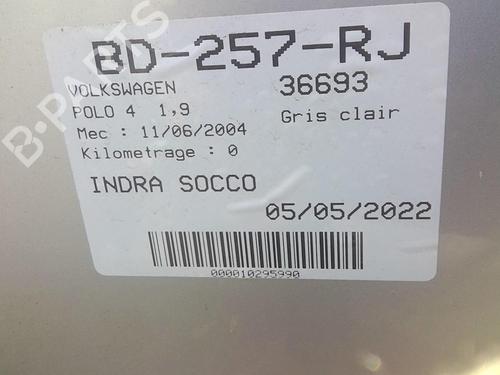 BD-257-RJ
VOLKSWAGEN 36693
POLO 4 1,9 Gris clair
Mec : 11/06/2004
Kilometrage : 0
INDRA SOCCO
05/05/2022
000010295990
B-PARTS